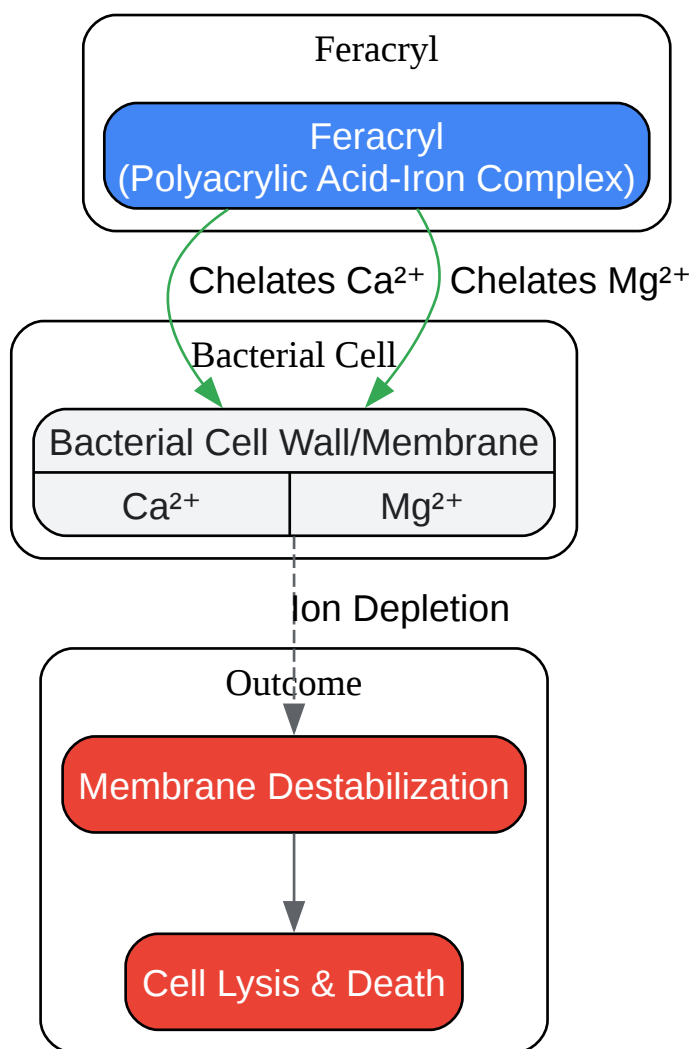 Feracryl
Feracryl
(Polyacrylic Acid-Iron Complex)
Chelates Ca²⁺ Chelates Mg²⁺
Bacterial Cell
Bacterial Cell Wall/Membrane
Ca²⁺ Mg²⁺
Ion Depletion
Outcome
Membrane Destabilization
Cell Lysis & Death